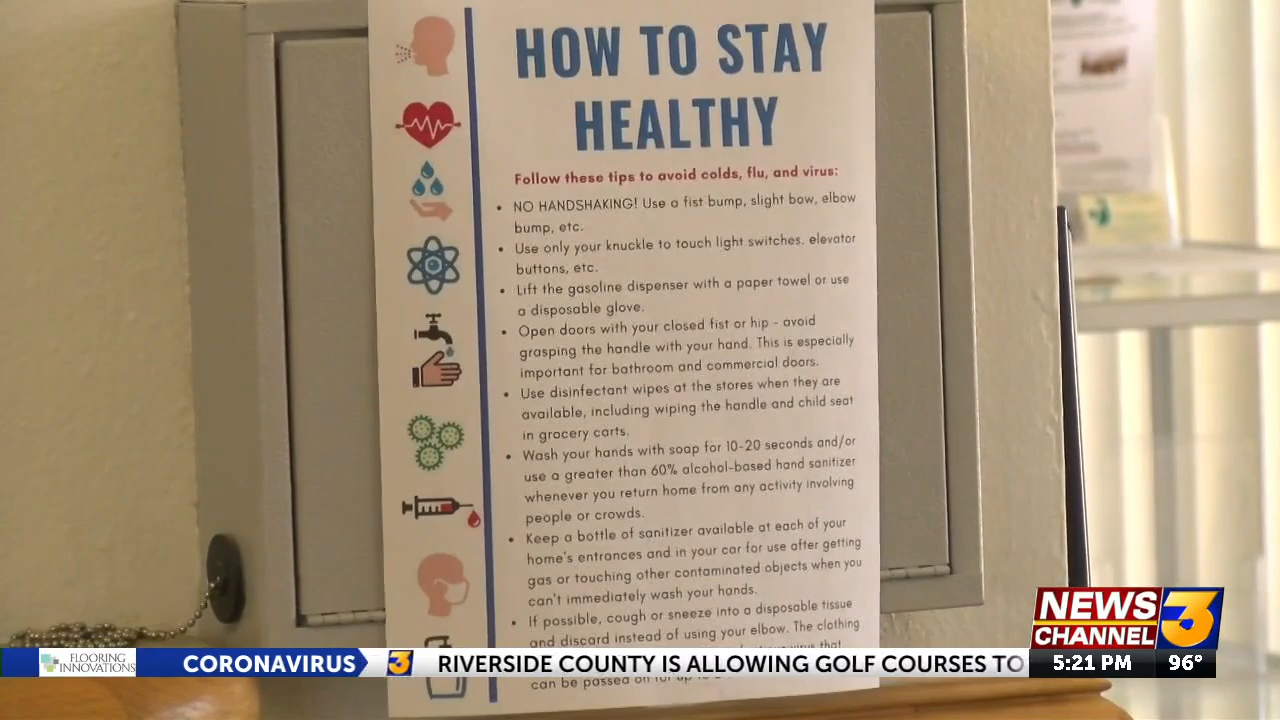 HOW TO STAY
HEALTHY
Follow these tips to avoid colds, flu, and virus:
• NO HANDSHAKING! Use a fist bump, slight bow, elbow
bump, etc.
• Use only your knuckle to touch light switches. elevator
buttons, etc.
• Lift the gasoline dispenser with a paper towel or use
a disposable glove.
• Open doors with your closed fist or hip - avoid
grasping the handle with your hand. This is especially
important for bathroom and commercial doors.
• Use disinfectant wipes at the stores when they are
available, including wiping the handle and child seat
in grocery carts.
• Wash your hands with soap for 10-20 seconds and/or
use a greater than 60% alcohol-based hand sanitizer
whenever you return home from any activity involving
people or crowds.
• Keep a bottle of sanitizer available at each of your
home's entrances and in your car for use after getting
gas or touching other contaminated objects when you
can't immediately wash your hands.
• If possible, cough or sneeze into a disposable tissue
and discard instead of using your elbow. The clothing
virus that
can be passed on for up to
NEWS
CHANNEL 3
FLOORING
INNOVATIONS
CORONAVIRUS
3
RIVERSIDE COUNTY IS ALLOWING GOLF COURSES TO
5:21 PM
96°